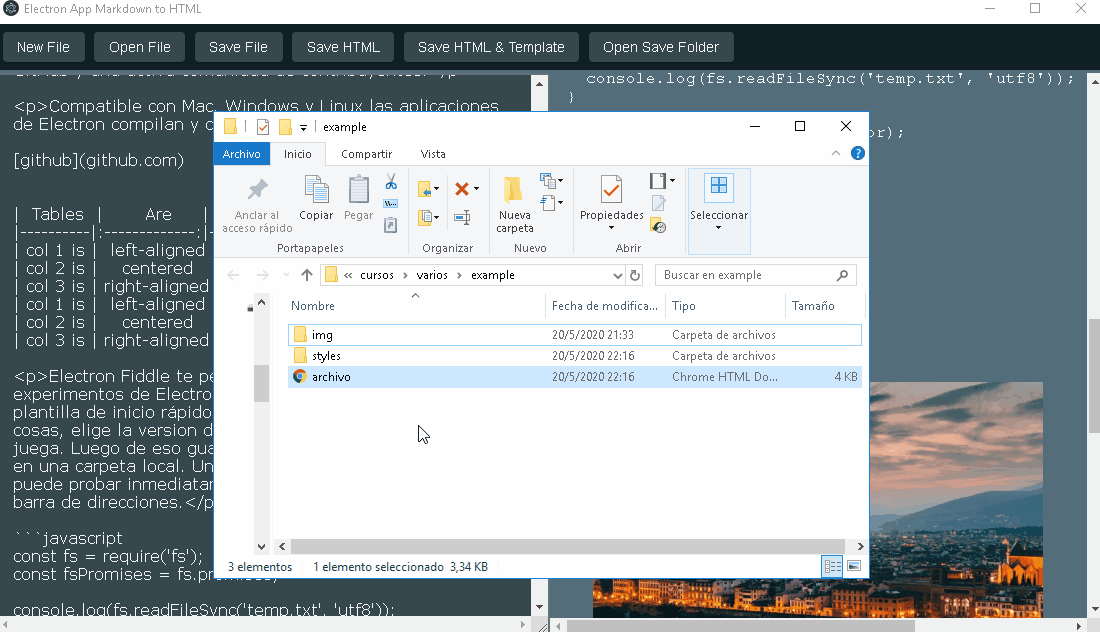 Electron App Markdown to HTML
New File
Open File
Save File
Save HTML
Save HTML & Template
Open Save Folder
<p>Compatible con Mac, Windows y Linux las aplicaciones
de Electron compilan y c
[github](github.com)
| Tables | Are |
|----------|:-------------:|-
| col 1 is | left-aligned
| col 2 is | centered
| col 3 is | right-aligned
| col 1 is | left-aligned
| col 2 is | centered
| col 3 is | right-aligned
<p>Electron Fiddle te pe
experimentos de Electro
plantilla de inicio rápido
cosas, elige la version d
juega. Luego de eso gua
en una carpeta local. Un
puede probar inmediatar
barra de direcciones.</p
```javascript
const fs = require('fs');
const fsPromises = fs.promises;
console.log(fs.readFileSync('temp.txt', 'utf8'));
console.log(fs.readFileSync('temp.txt', 'utf8'));
}
or);
example
Archivo
Inicio
Compartir
Vista
Anclar al
acceso rápido
Copiar
Pegar
Portapapeles
Organizar
Nueva
carpeta
Nuevo
Propiedades
Abrir
Seleccionar
« cursos › varios › example
Buscar en example
Nombre
Fecha de modifica...
Tipo
Tamaño
img 20/5/2020 21:33 Carpeta de archivos
styles 20/5/2020 22:16 Carpeta de archivos
archivo 20/5/2020 22:16 Chrome HTML Do... 4 KB
3 elementos
1 elemento seleccionado 3,34 KB